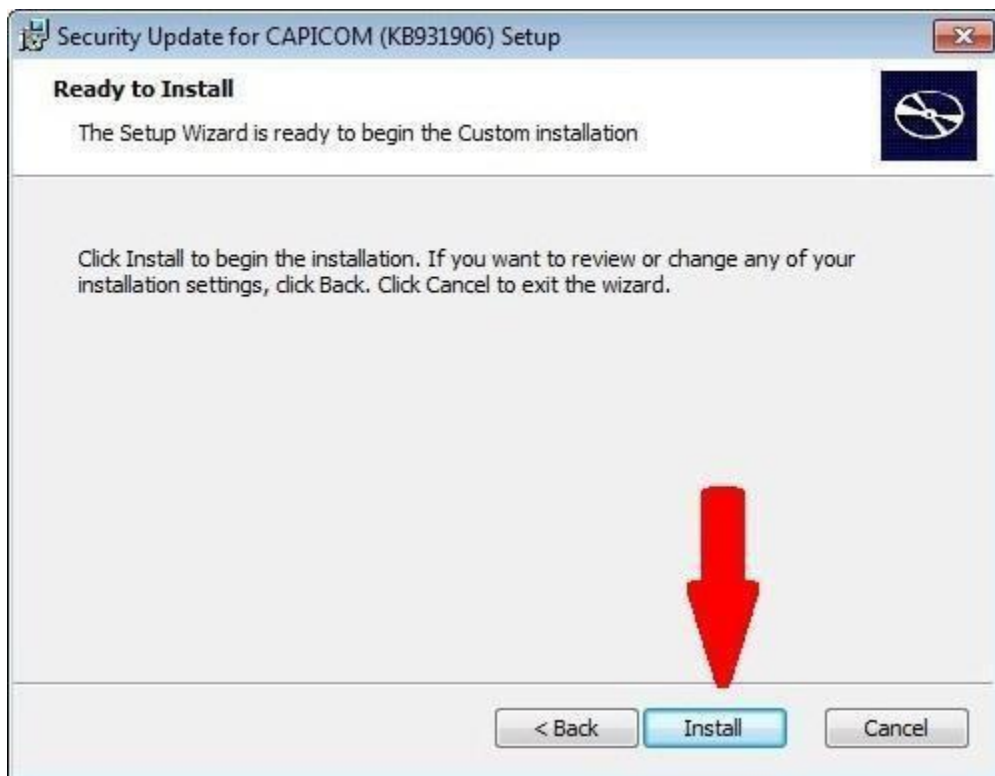 Security Update for CAPICOM (KB931906) Setup
Ready to Install
The Setup Wizard is ready to begin the Custom installation
Click Install to begin the installation. If you want to review or change any of your
installation settings, click Back. Click Cancel to exit the wizard.
< Back Install Cancel